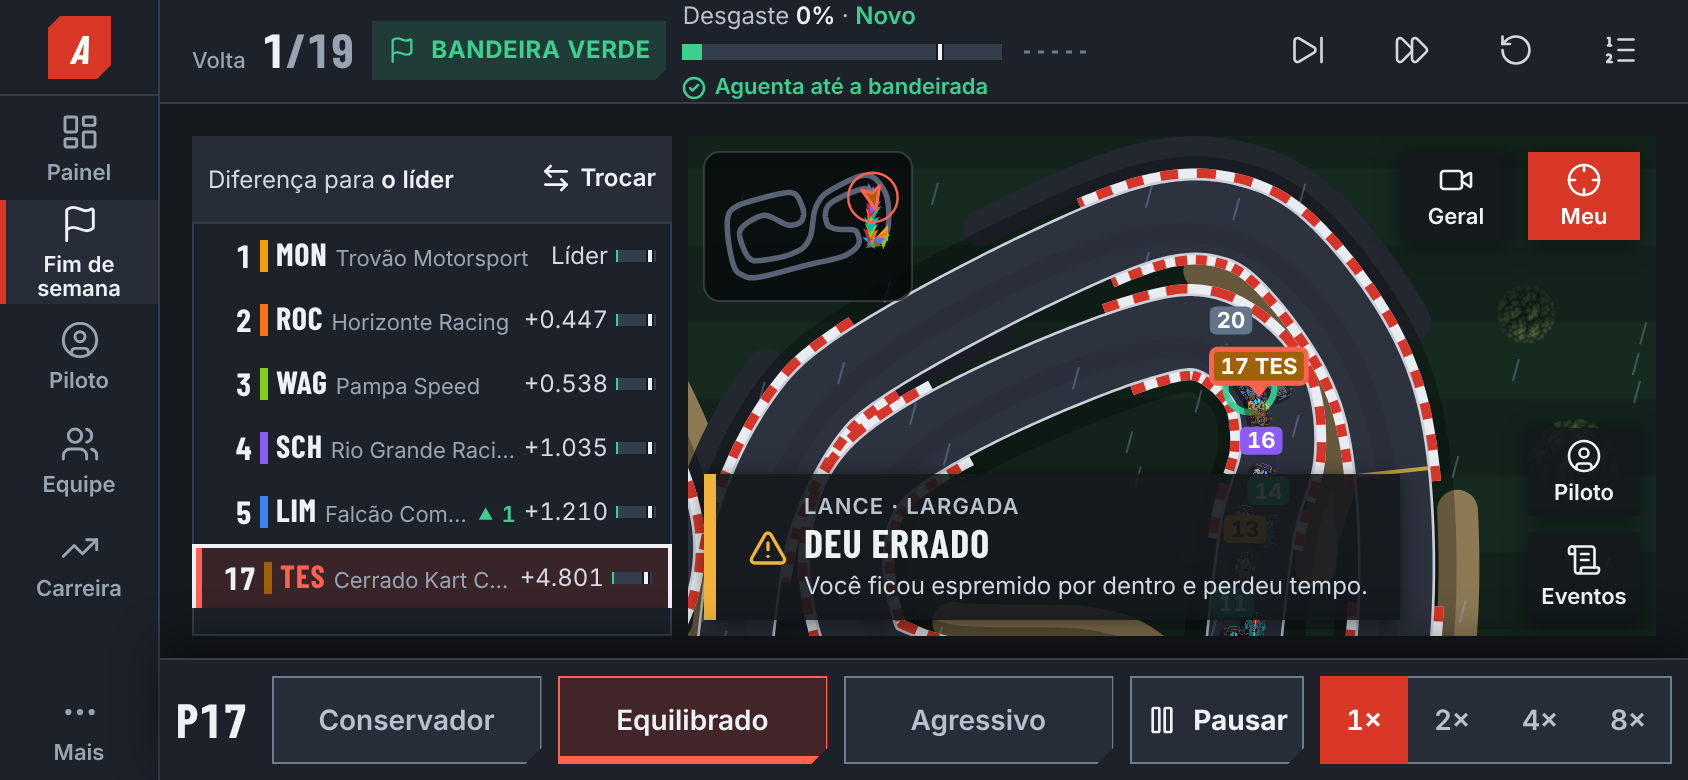 A
Painel
Fim de
semana
Piloto
Equipe
Carreira
Mais
Volta 1/19
BANDEIRA VERDE
Desgaste 0% · Novo
Aguenta até a bandeirada
Diferença para o líder
Trocar
1 MON Trovão Motorsport Líder
2 ROC Horizonte Racing +0.447
3 WAG Pampa Speed +0.538
4 SCH Rio Grande Raci... +1.035
5 LIM Falcão Com... ▲ 1 +1.210
17 TES Cerrado Kart C... +4.801
Geral
Meu
20
17 TES
16
14
13
11
LANCE · LARGADA
DEU ERRADO
Você ficou espremido por dentro e perdeu tempo.
Piloto
Eventos
P17
Conservador
Equilibrado
Agressivo
Pausar
1×
2×
4×
8×